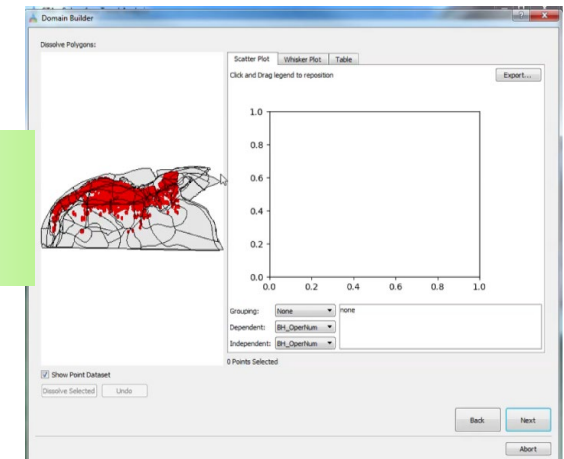 Domain Builder
Dissolve Polygons:
Scatter Plot Whisker Plot Table
Click and Drag legend to reposition
Export...
1.0
0.8
0.6
0.4
0.2
0.0
0.0 0.2 0.4 0.6 0.8 1.0
Grouping: None none
Dependent: BH_OperNum
Independent: BH_OperNum
0 Points Selected
Show Point Dataset
Dissolve Selected Undo
Back Next
Abort